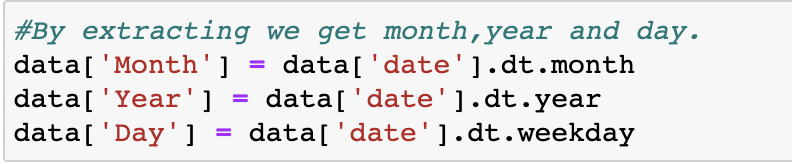 #By extracting we get month,year and day.
data['Month'] = data['date'].dt.month
data['Year'] = data['date'].dt.year
data['Day'] = data['date'].dt.weekday